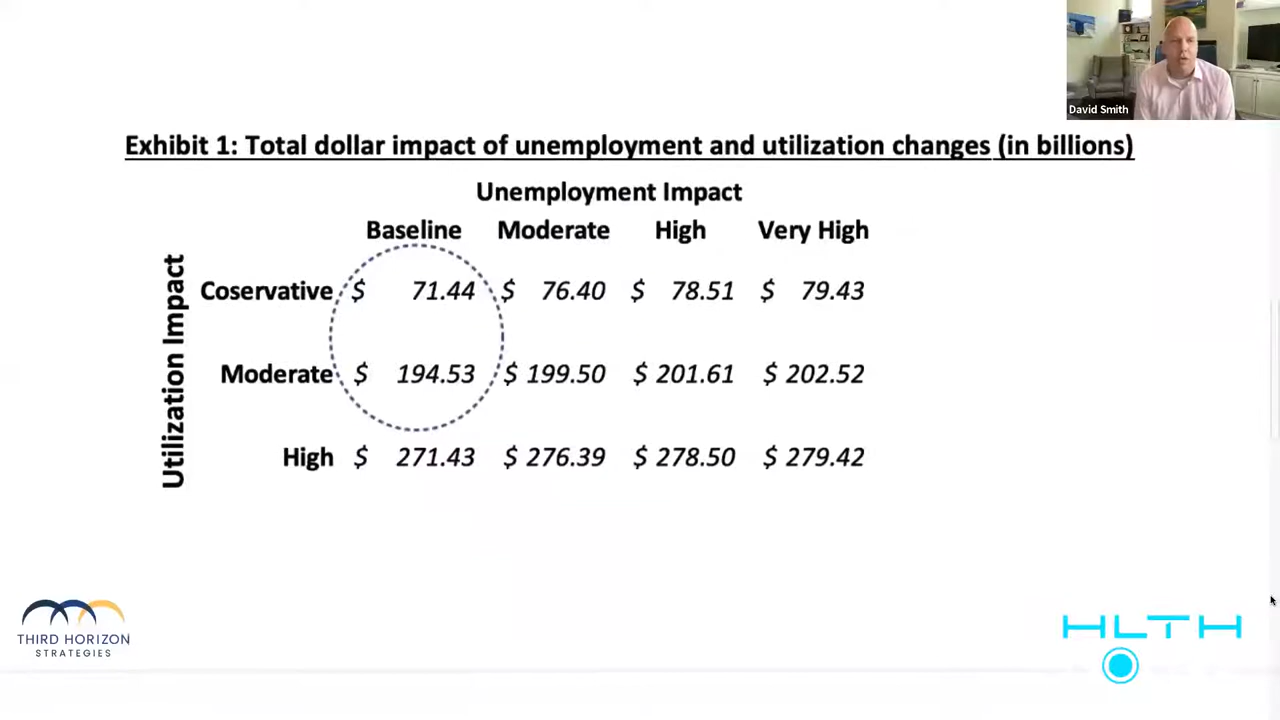 David Smith
Exhibit 1: Total dollar impact of unemployment and utilization changes (in billions)
Unemployment Impact
Baseline Moderate High Very High
Utilization Impact
Coservative $ 71.44 $ 76.40 $ 78.51 $ 79.43
Moderate $ 194.53 $ 199.50 $ 201.61 $ 202.52
High $ 271.43 $ 276.39 $ 278.50 $ 279.42
THIRD HORIZON
STRATEGIES
HLTH